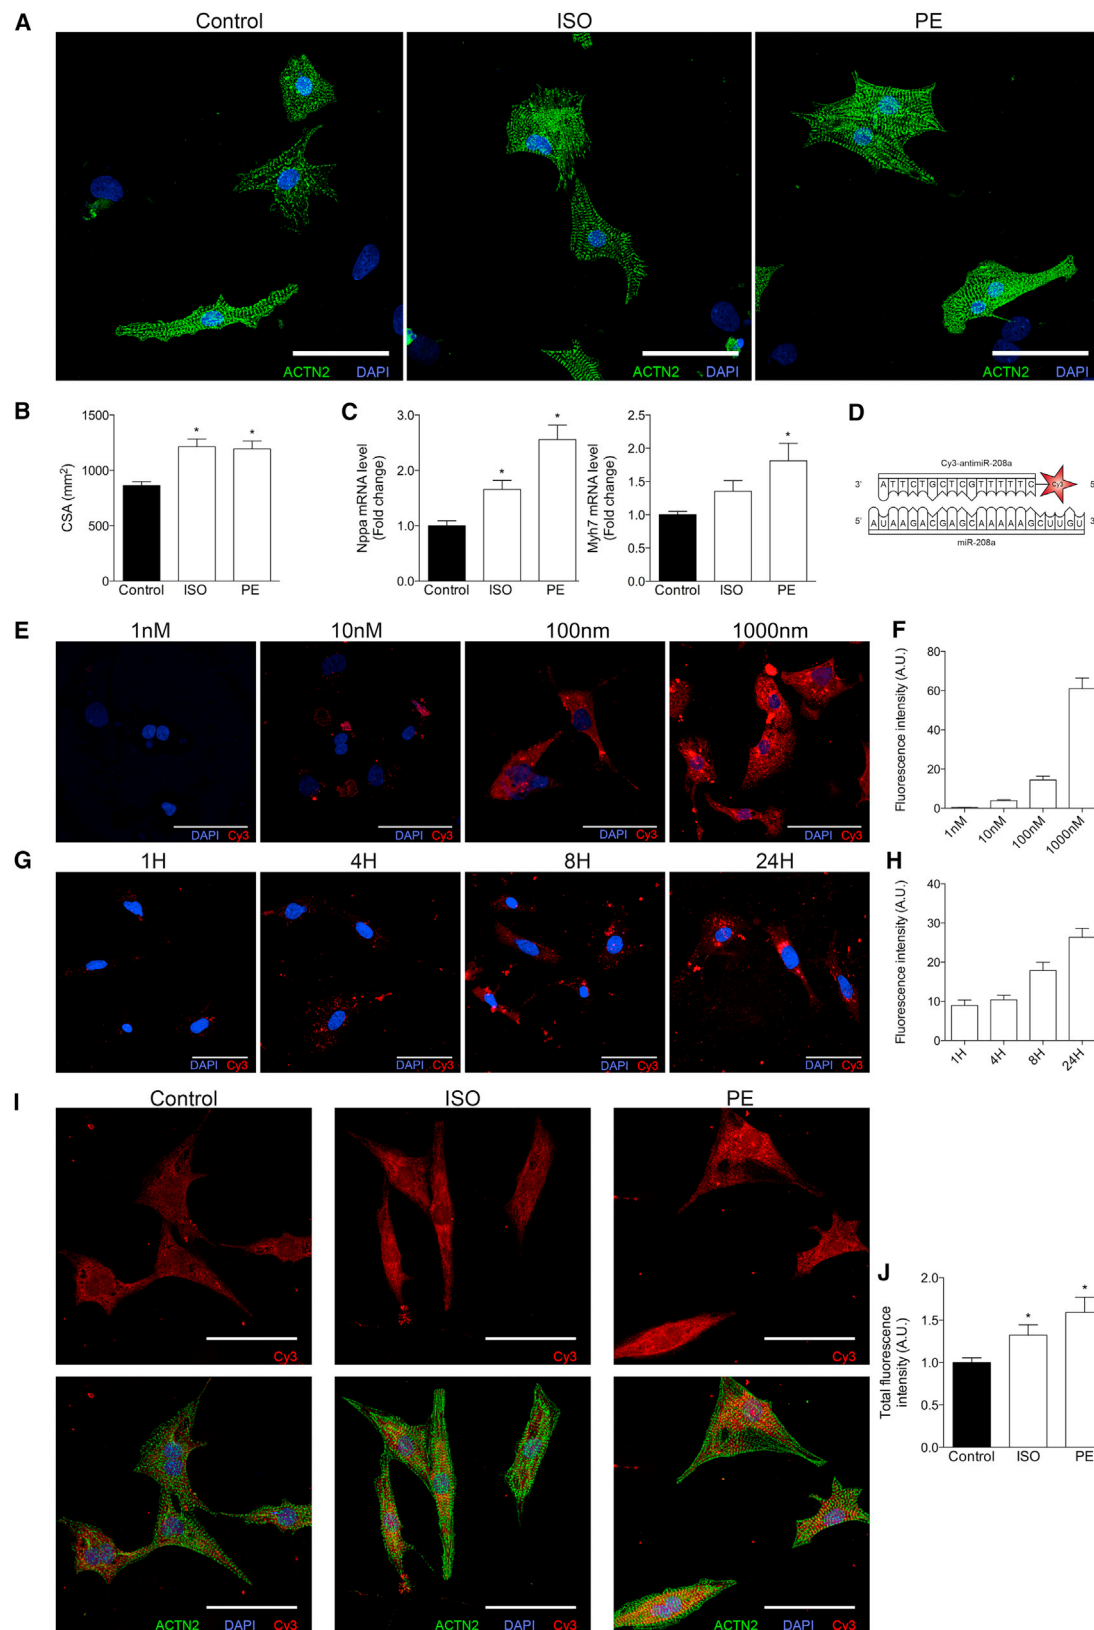 A
Control
ISO
PE
ACTN2 DAPI
ACTN2 DAPI
ACTN2 DAPI
B
CSA (mm²)
1500
1000
500
0
Control
ISO
PE
*
*
C
Nppa mRNA level
(Fold change)
3.0
2.0
1.0
0.0
Control
ISO
PE
*
*
Myh7 mRNA level
(Fold change)
2.5
2.0
1.5
1.0
0.5
0.0
Control
ISO
PE
*
D
Cy3-antimiR-208a
3' ATTCTGCTCGTTTTTC Cy3 5'
5' AUAAGACGAGCAAAAAGCUUGU 3'
miR-208a
E
1nM
10nM
100nm
1000nm
DAPI Cy3
DAPI Cy3
DAPI Cy3
DAPI Cy3
F
Fluorescence intensity (A.U.)
80
60
40
20
0
1nM
10nM
100nM
1000nM
G
1H
4H
8H
24H
DAPI Cy3
DAPI Cy3
DAPI Cy3
DAPI Cy3
H
Fluorescence intensity (A.U.)
40
30
20
10
0
1H
4H
8H
24H
I
Control
ISO
PE
Cy3
Cy3
Cy3
ACTN2 DAPI Cy3
ACTN2 DAPI Cy3
ACTN2 DAPI Cy3
J
Total fluorescence
intensity (A.U.)
2.0
1.5
1.0
0.5
0.0
Control
ISO
PE
*
*